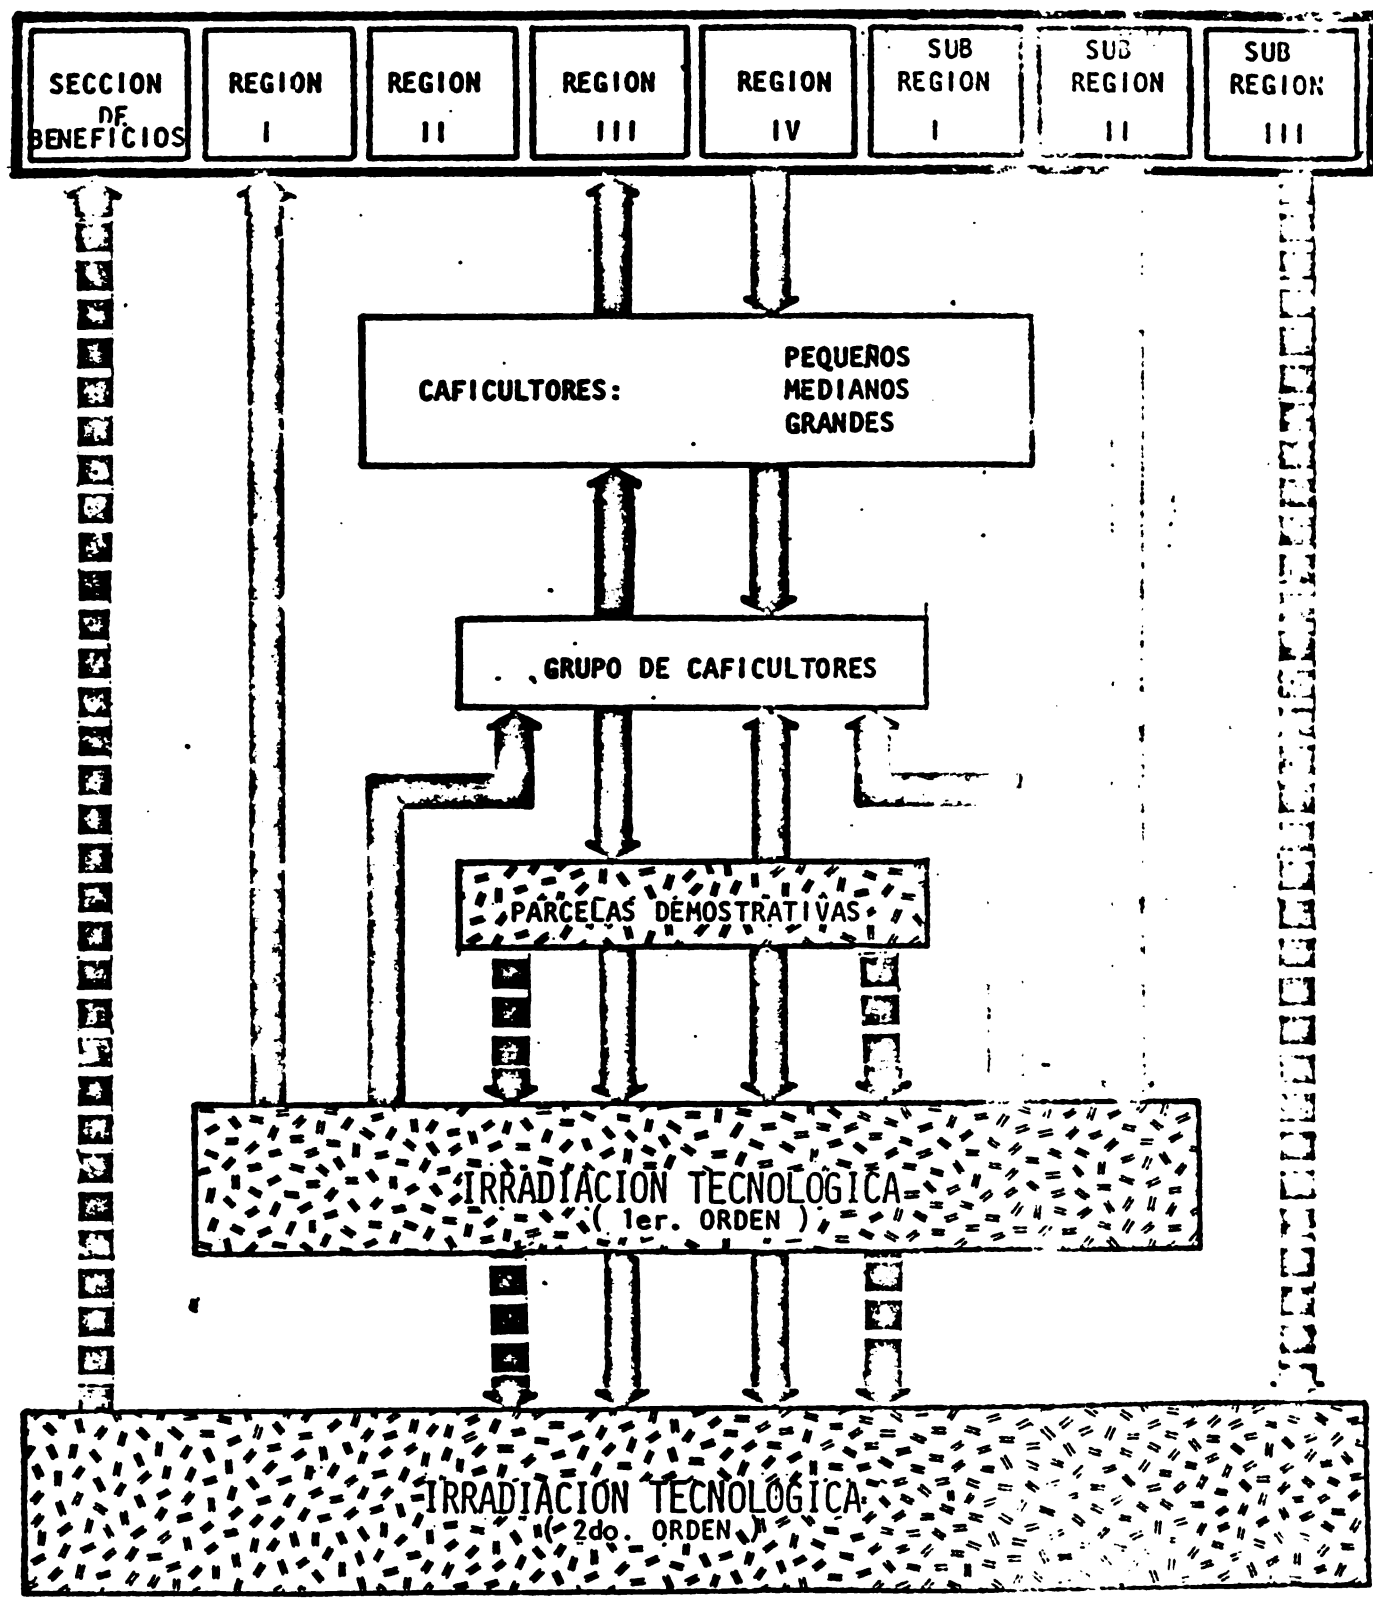 SECCION
DE
BENEFICIOS
REGION
I
REGION
II
REGION
III
REGION
IV
SUB
REGION
I
SUB
REGION
II
SUB
REGION
III
CAFICULTORES:
PEQUEÑOS
MEDIANOS
GRANDES
GRUPO DE CAFICULTORES
PARCELAS DEMOSTRATIVAS
IRRADIACION TECNOLOGICA
( 1er. ORDEN )
IRRADIACION TECNOLOGICA
( 2do. ORDEN )